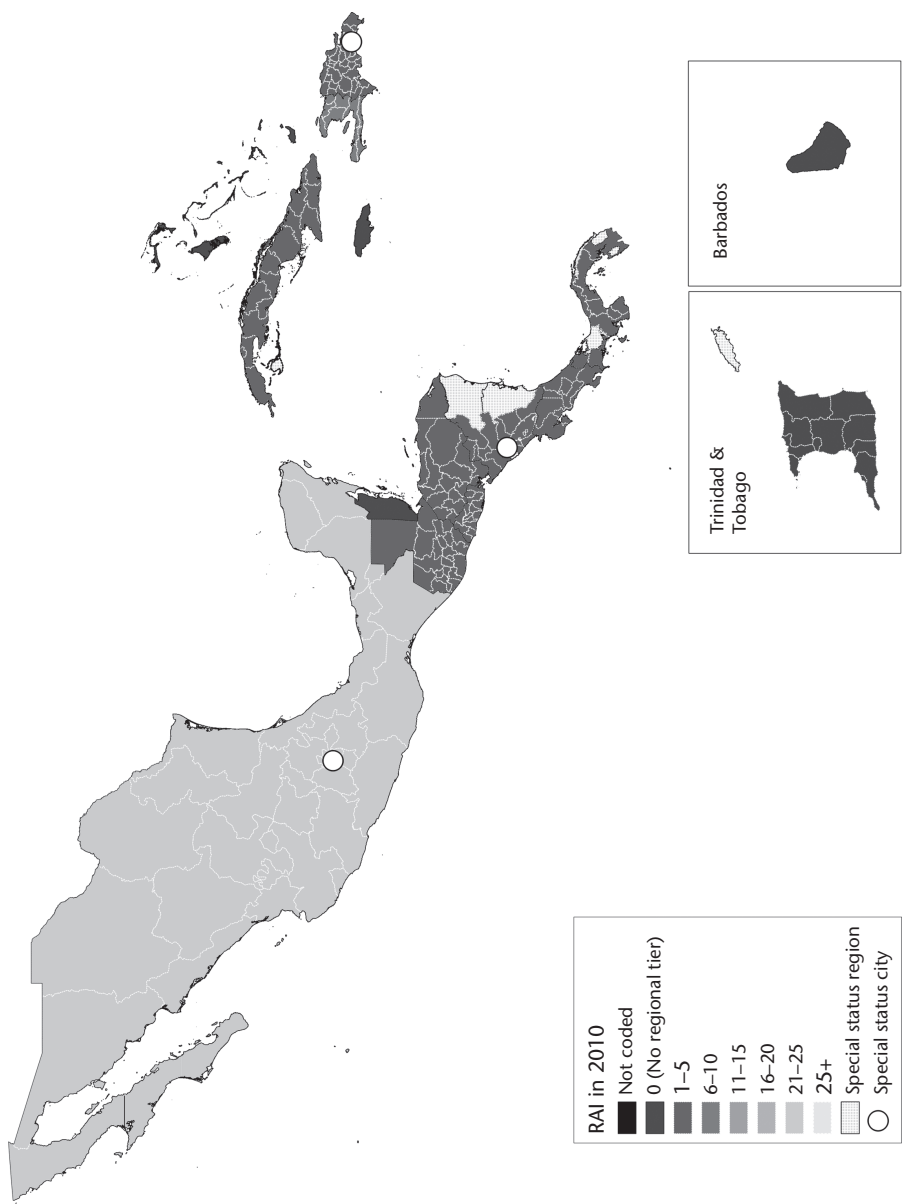 Barbados
Trinidad &
Tobago
RAI in 2010
Not coded
0 (No regional tier)
1–5
6–10
11–15
16–20
21–25
25+
Special status region
Special status city